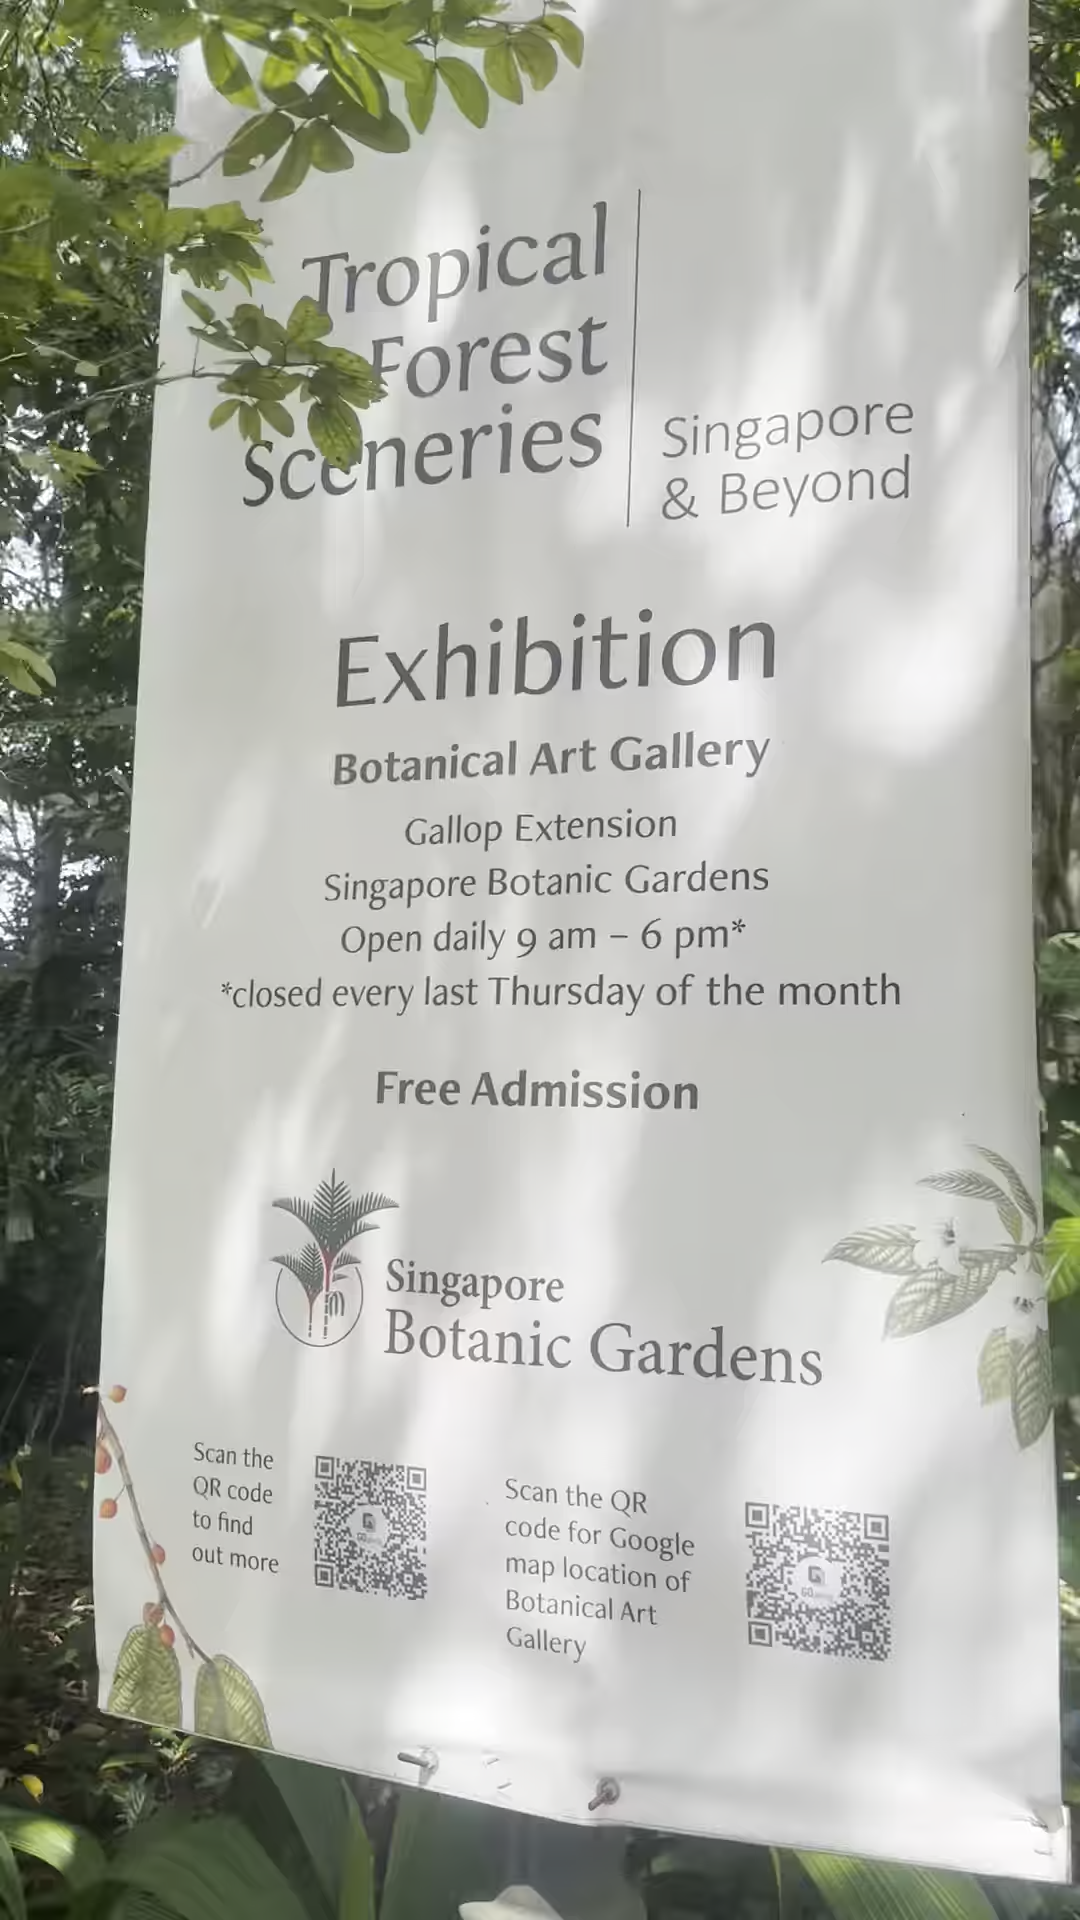 Tropical
Forest
Sceneries
Singapore
& Beyond
Exhibition
Botanical Art Gallery
Gallop Extension
Singapore Botanic Gardens
Open daily 9 am – 6 pm*
*closed every last Thursday of the month
Free Admission
Singapore
Botanic Gardens
Scan the
QR code
to find
out more
Scan the QR
code for Google
map location of
Botanical Art
Gallery